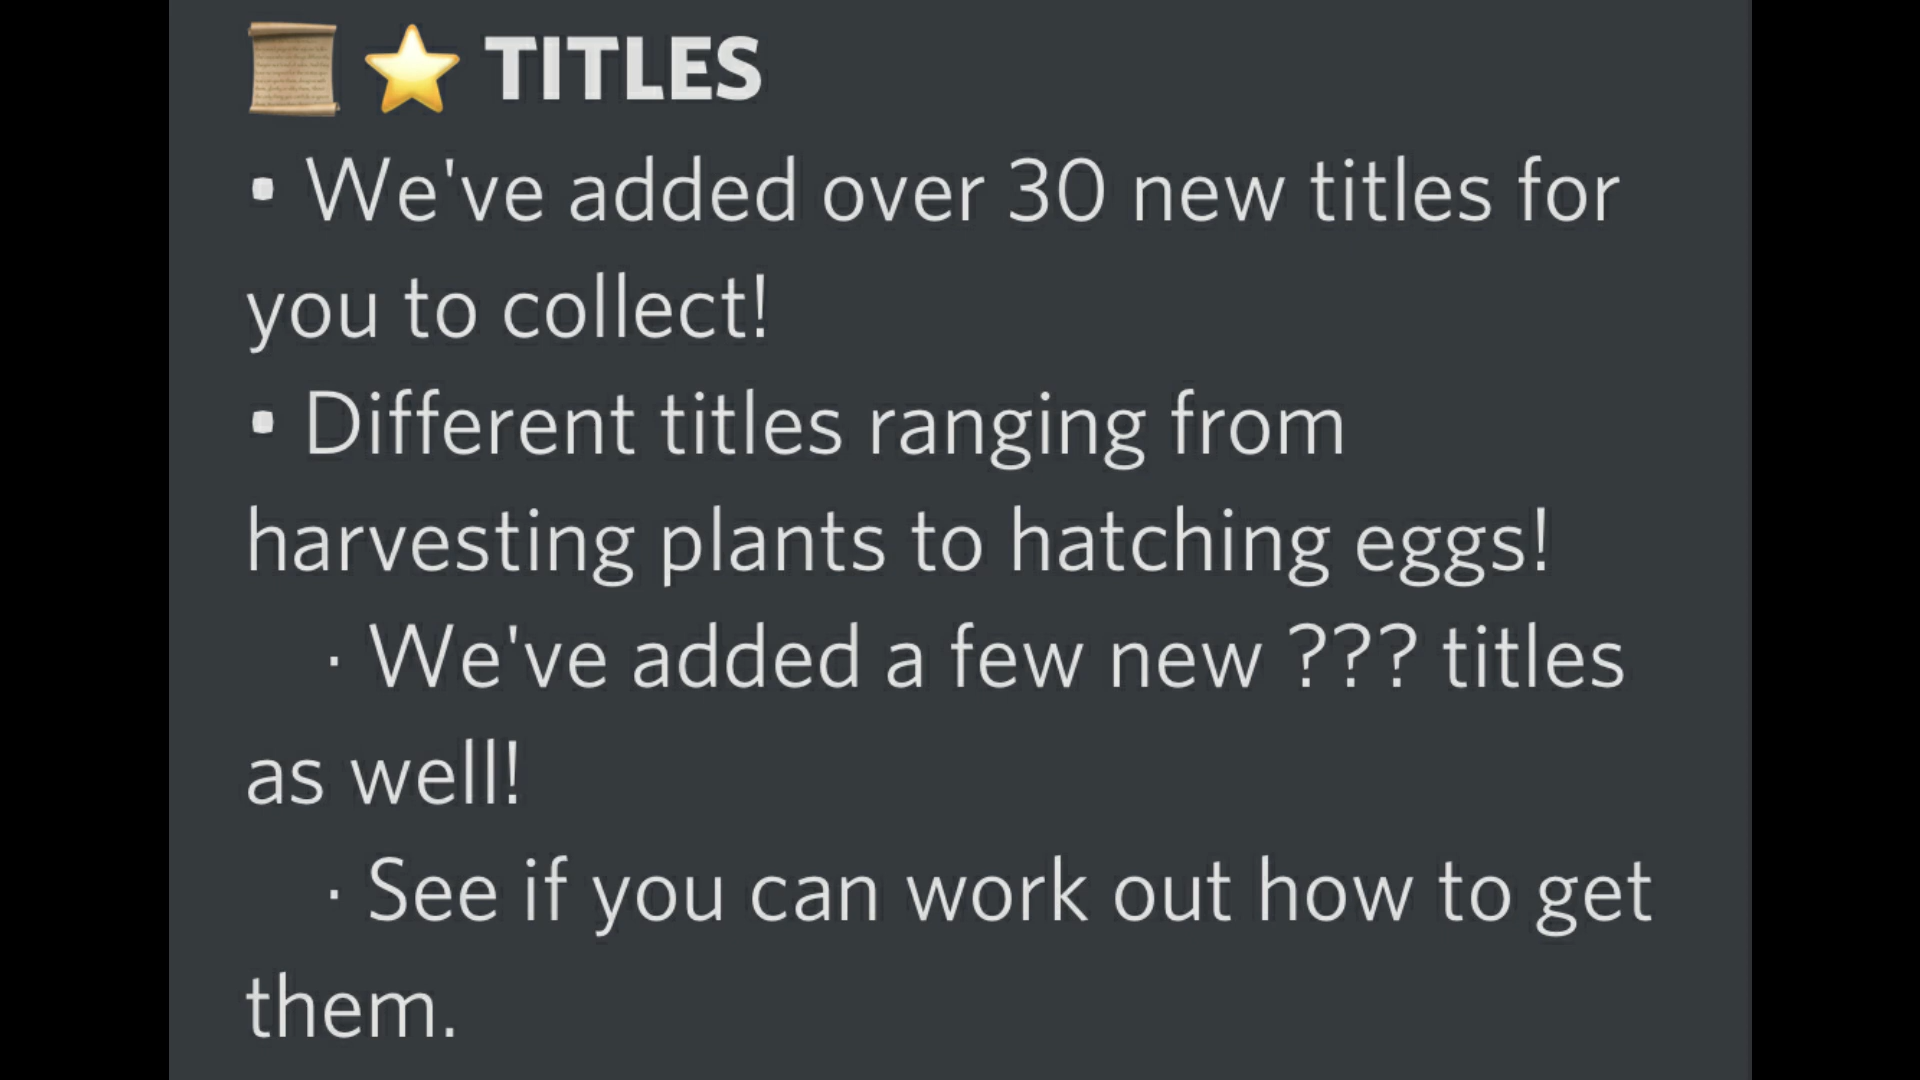 TITLES
• We've added over 30 new titles for
you to collect!
• Different titles ranging from
harvesting plants to hatching eggs!
· We've added a few new ??? titles
as well!
· See if you can work out how to get
them.